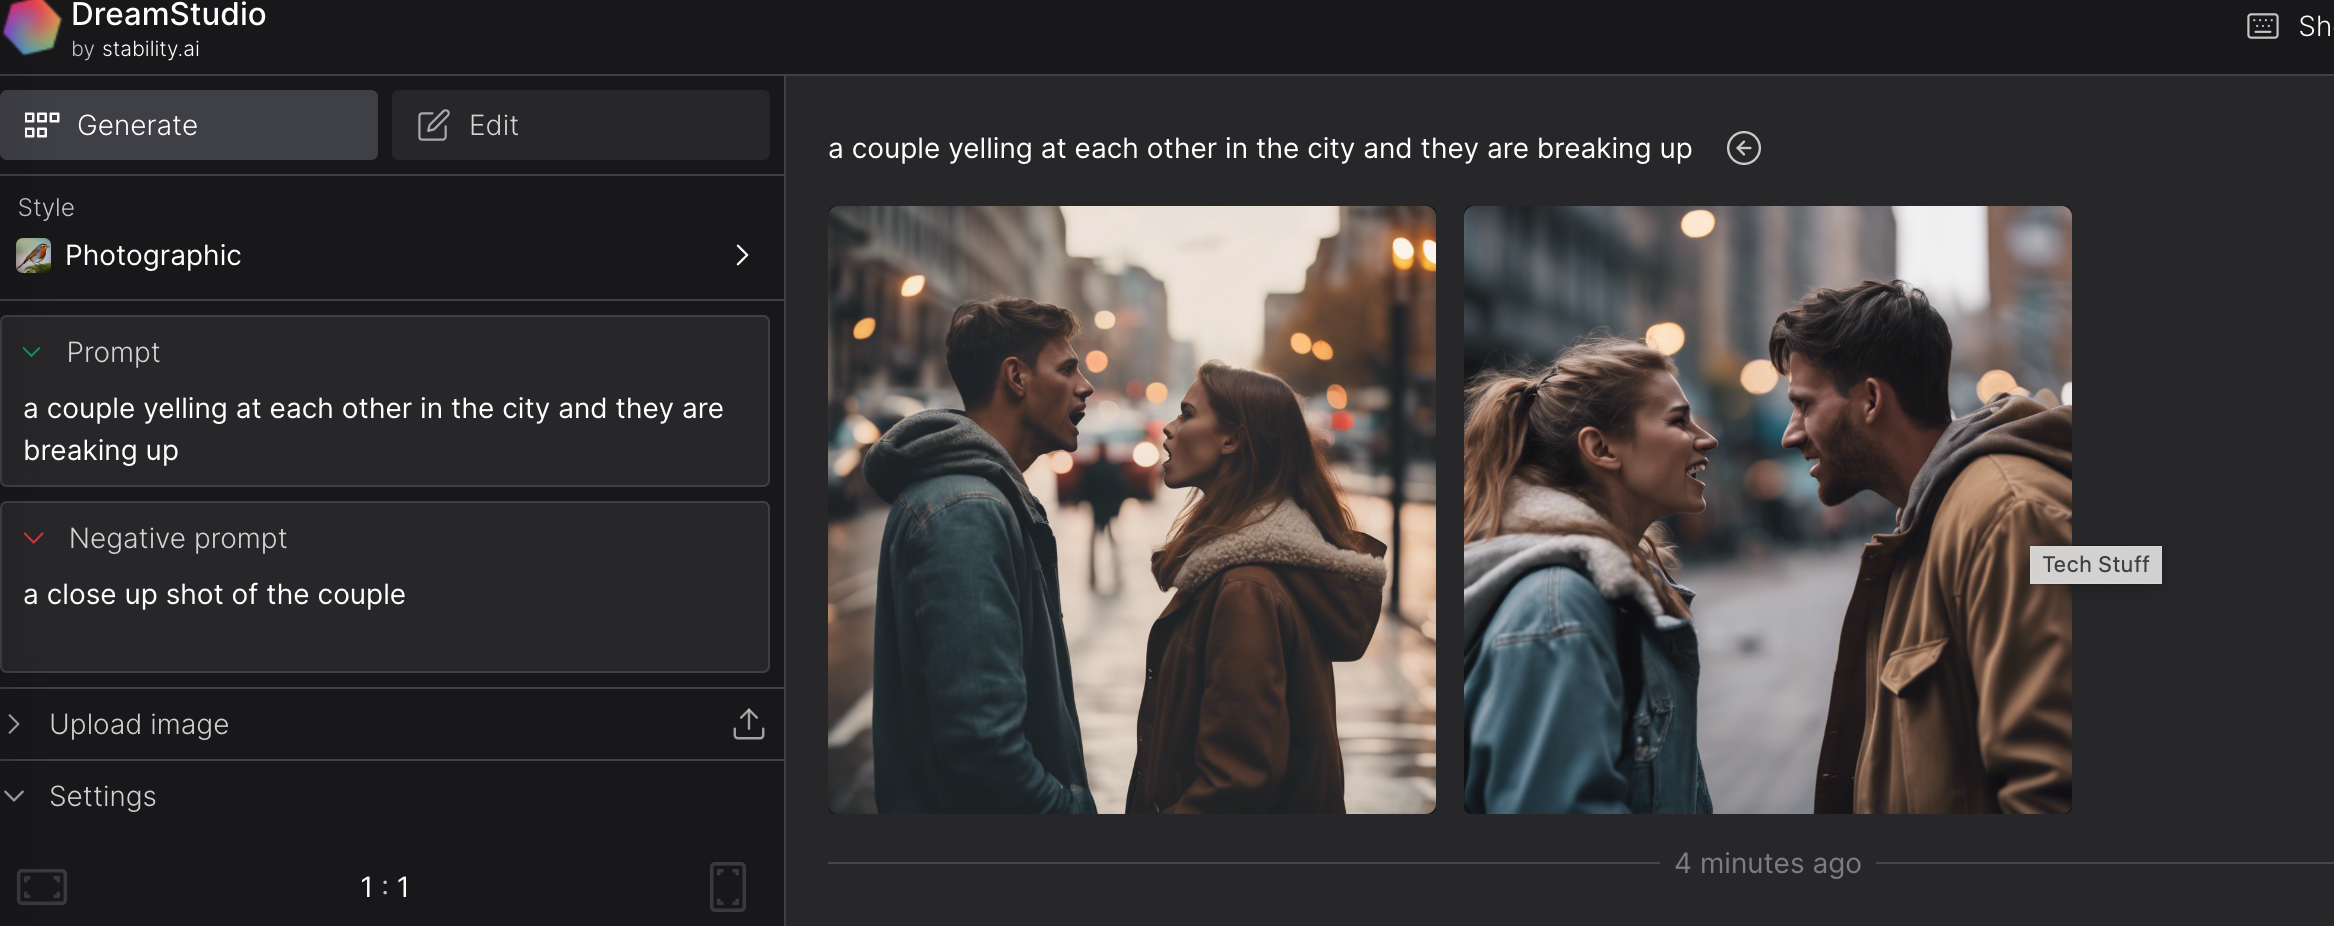 DreamStudio
by stability.ai
Sh
Generate
Edit
Style
Photographic
Prompt
a couple yelling at each other in the city and they are
breaking up
Negative prompt
a close up shot of the couple
Upload image
Settings
1 : 1
a couple yelling at each other in the city and they are breaking up
Tech Stuff
4 minutes ago